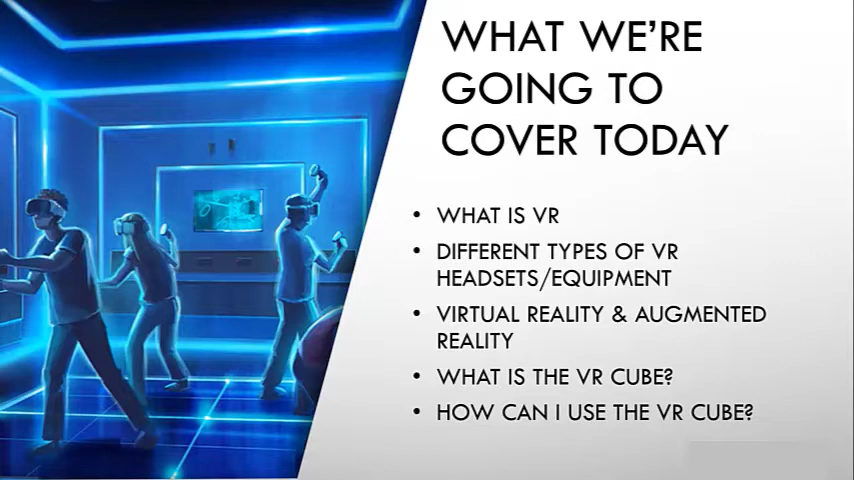 WHAT WE'RE
GOING TO
COVER TODAY
• WHAT IS VR
• DIFFERENT TYPES OF VR
HEADSETS/EQUIPMENT
• VIRTUAL REALITY & AUGMENTED
REALITY
• WHAT IS THE VR CUBE?
• HOW CAN I USE THE VR CUBE?